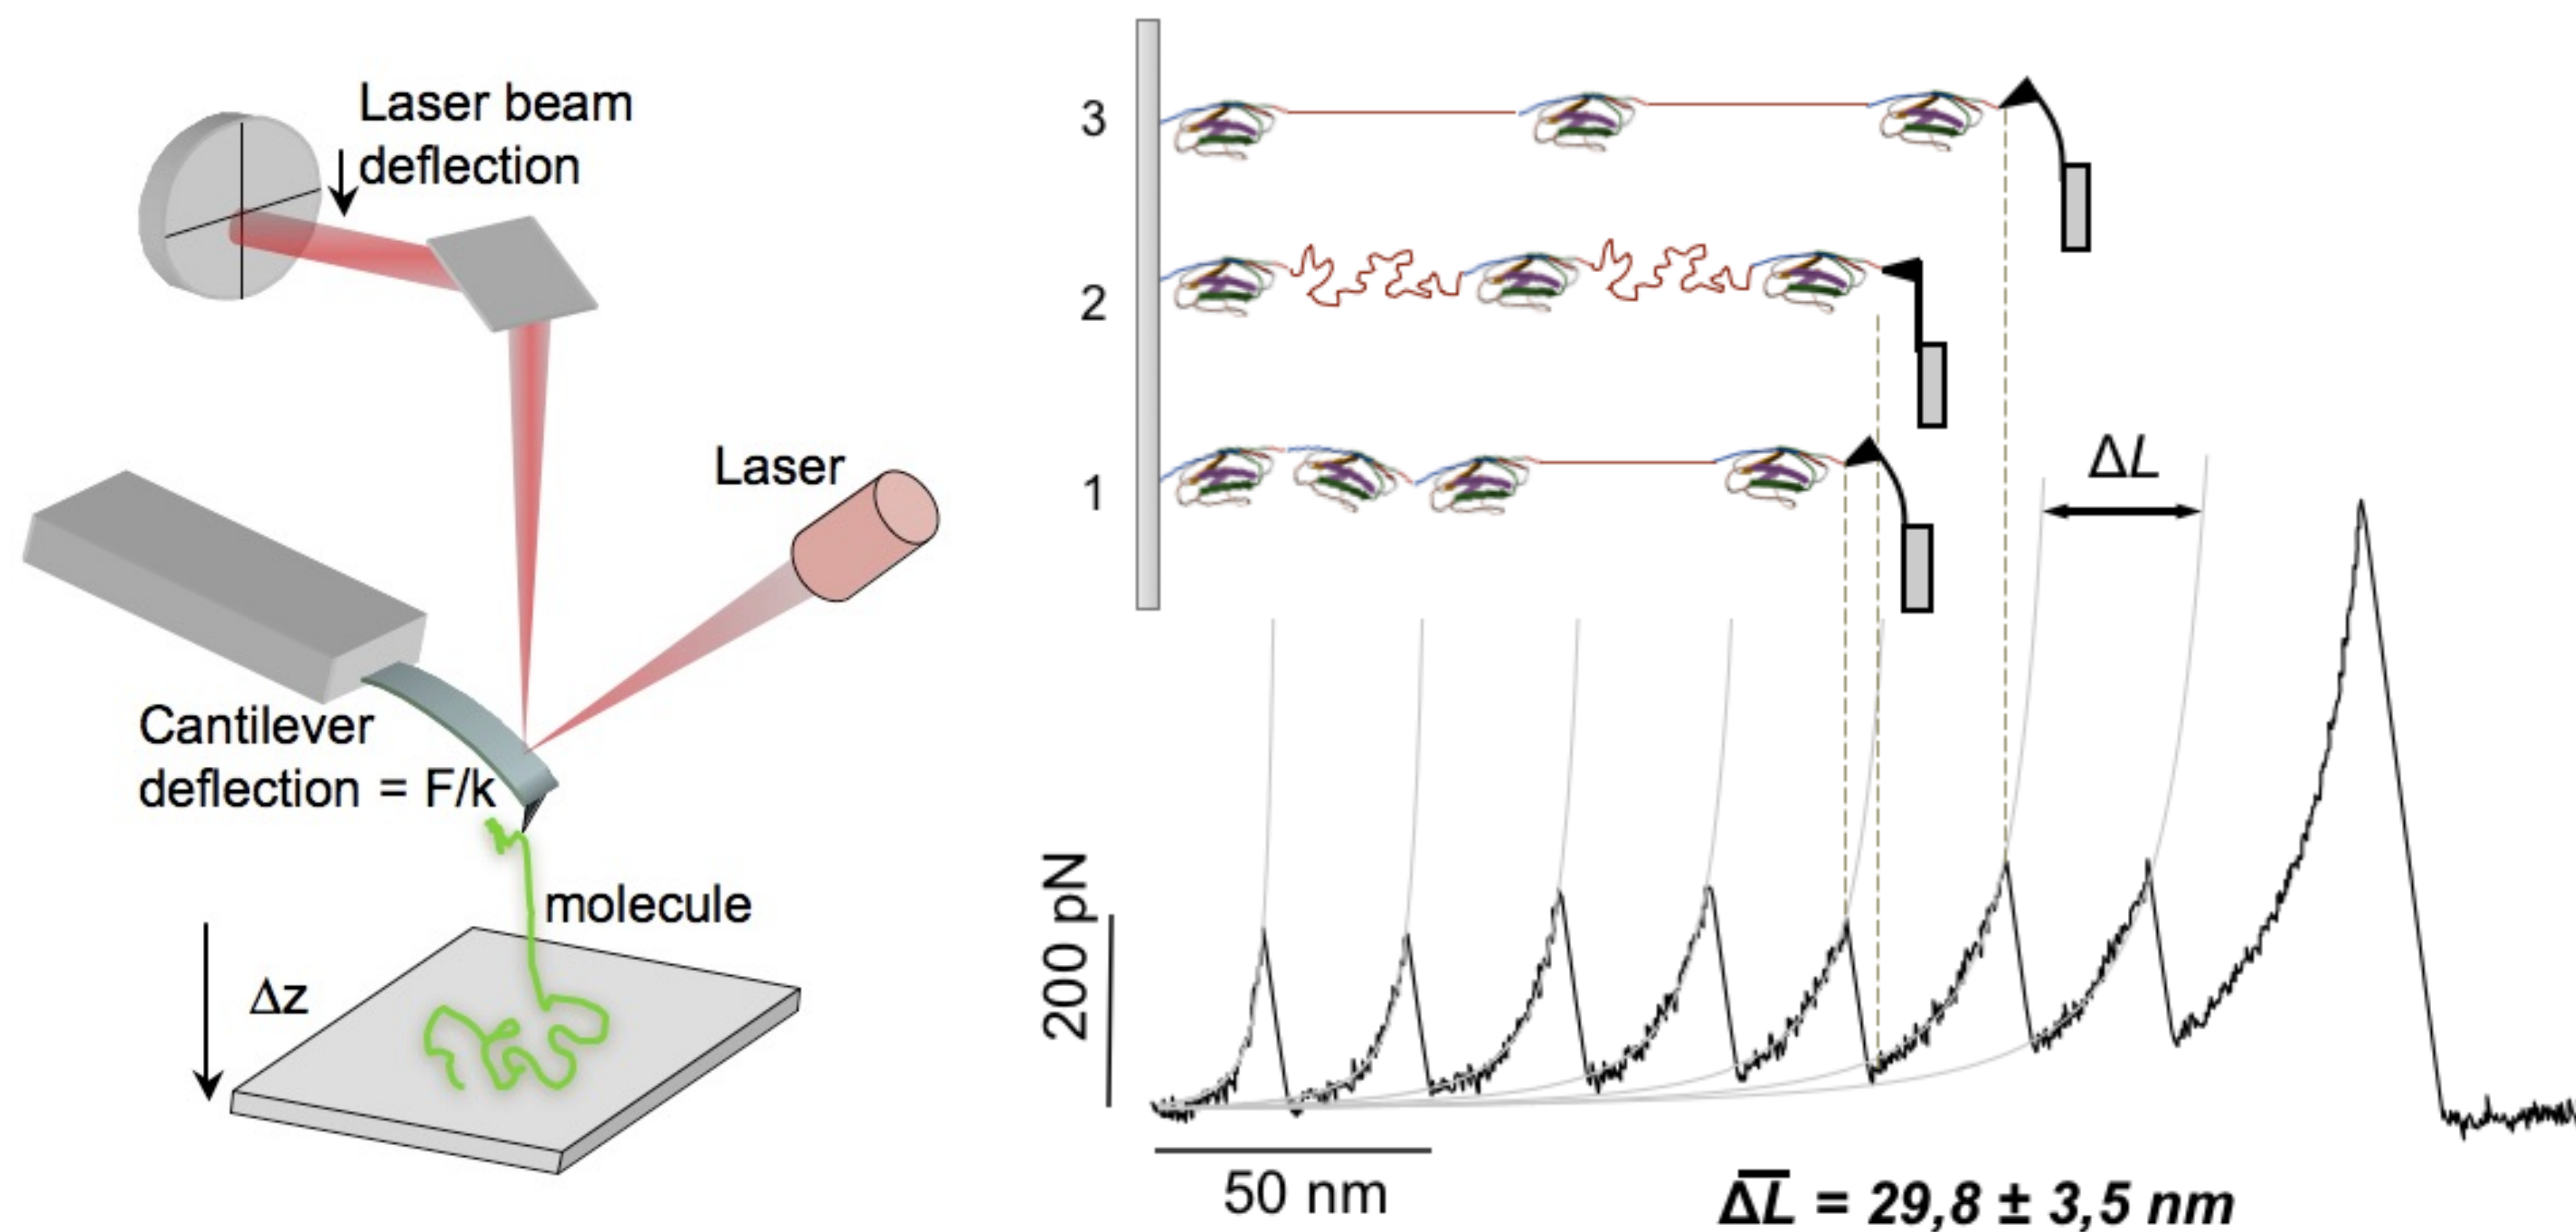 Laser beam
deflection
Laser
Cantilever
deflection = F/k
molecule
Δz
3
2
1
ΔL
200 pN
50 nm
Δ̅L̅ = 29,8 ± 3,5 nm